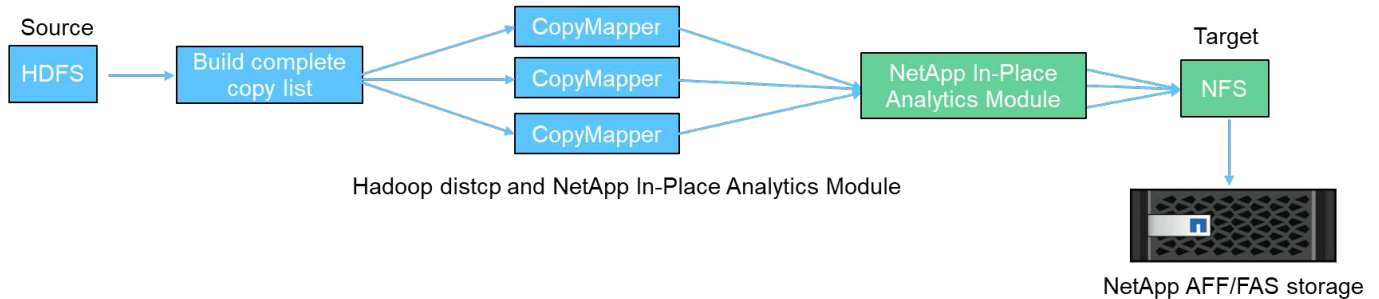 Source
HDFS
Build complete
copy list
CopyMapper
CopyMapper
CopyMapper
NetApp In-Place
Analytics Module
Target
NFS
Hadoop distcp and NetApp In-Place Analytics Module
NetApp AFF/FAS storage